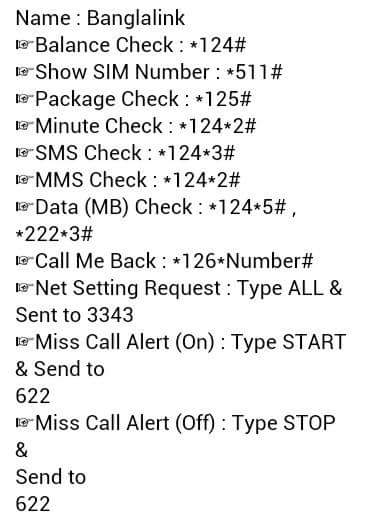 Name : Banglalink
☞Balance Check : *124#
☞Show SIM Number : *511#
☞Package Check : *125#
☞Minute Check : *124*2#
☞SMS Check : *124*3#
☞MMS Check : *124*2#
☞Data (MB) Check : *124*5# ,
*222*3#
☞Call Me Back : *126*Number#
☞Net Setting Request : Type ALL &
Sent to 3343
☞Miss Call Alert (On) : Type START
& Send to
622
☞Miss Call Alert (Off) : Type STOP
&
Send to
622